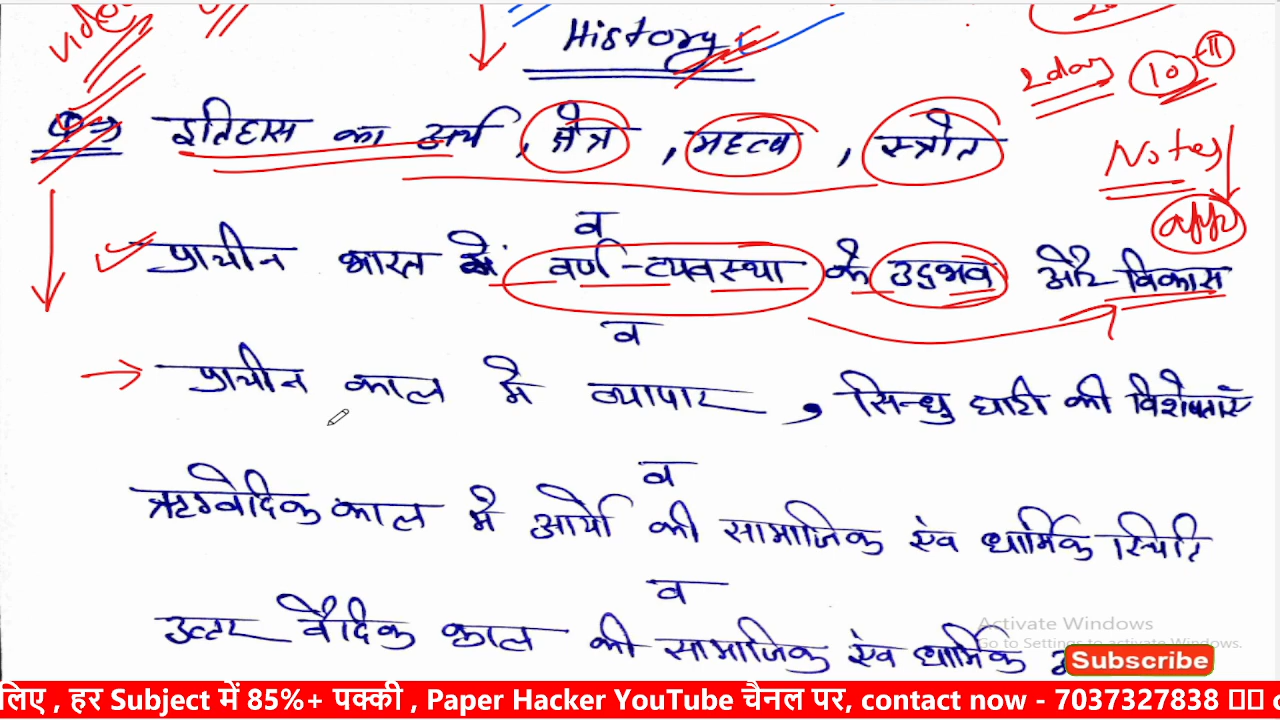 video
History
2 day 10-11
Q → इतिहास का अर्थ , क्षेत्र , महत्व , स्त्रोत
Notes
app
व
प्राचीन भारत में वर्ण-व्यवस्था के उद्भव और विकास
व
→ प्राचीन काल में व्यापार , सिन्धु घाटी की विशेषताएँ
व
ऋग्वेदिक काल में आर्यो की सामाजिक एंव धार्मिक स्थिति
व
उत्तर वैदिक काल की सामाजिक एंव धार्मिक
Activate Windows
Go to Settings to activate Windows.
Subscribe
लिए , हर Subject में 85%+ पक्की , Paper Hacker YouTube चैनल पर, contact now - 7037327838